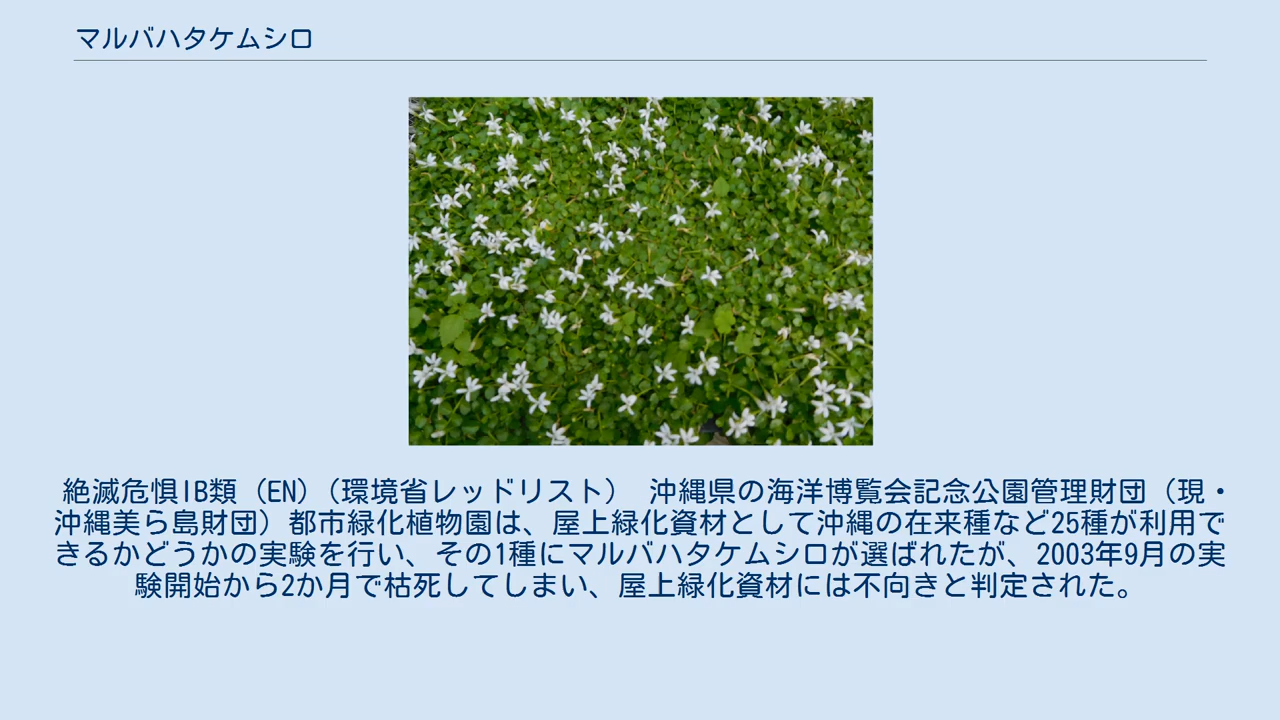 マルバハタケムシロ
絶滅危惧IB類（EN）（環境省レッドリスト）　沖縄県の海洋博覧会記念公園管理財団（現・
沖縄美ら島財団）都市緑化植物園は、屋上緑化資材として沖縄の在来種など25種が利用で
きるかどうかの実験を行い、その1種にマルバハタケムシロが選ばれたが、2003年9月の実
験開始から2か月で枯死してしまい、屋上緑化資材には不向きと判定された。